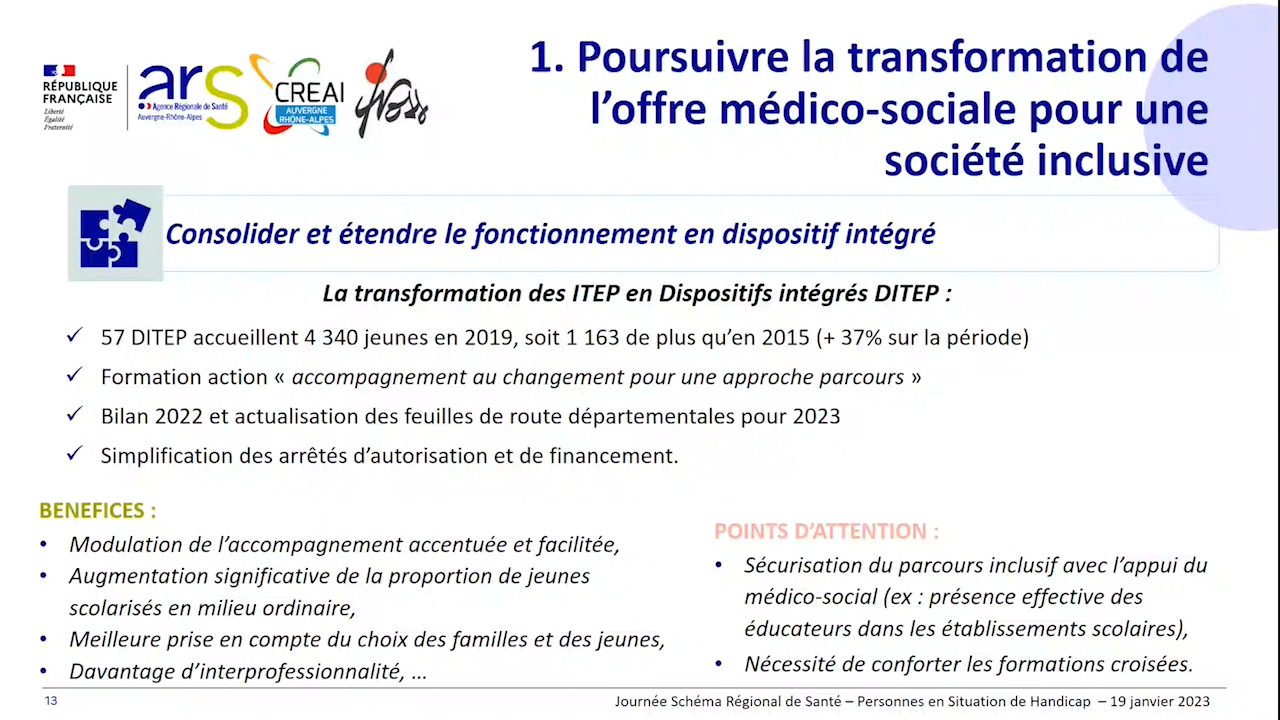 RÉPUBLIQUE
FRANÇAISE
Liberté
Égalité
Fraternité
ars
Agence Régionale de Santé
Auvergne-Rhône-Alpes
CREAI
AUVERGNE
RHÔNE-ALPES
1. Poursuivre la transformation de
l’offre médico-sociale pour une
société inclusive
Consolider et étendre le fonctionnement en dispositif intégré
La transformation des ITEP en Dispositifs intégrés DITEP :
✓ 57 DITEP accueillent 4 340 jeunes en 2019, soit 1 163 de plus qu’en 2015 (+ 37% sur la période)
✓ Formation action « accompagnement au changement pour une approche parcours »
✓ Bilan 2022 et actualisation des feuilles de route départementales pour 2023
✓ Simplification des arrêtés d’autorisation et de financement.
BENEFICES :
• Modulation de l’accompagnement accentuée et facilitée,
• Augmentation significative de la proportion de jeunes
scolarisés en milieu ordinaire,
• Meilleure prise en compte du choix des familles et des jeunes,
• Davantage d’interprofessionnalité, …
POINTS D’ATTENTION :
• Sécurisation du parcours inclusif avec l’appui du
médico-social (ex : présence effective des
éducateurs dans les établissements scolaires),
• Nécessité de conforter les formations croisées.
13
Journée Schéma Régional de Santé – Personnes en Situation de Handicap – 19 janvier 2023